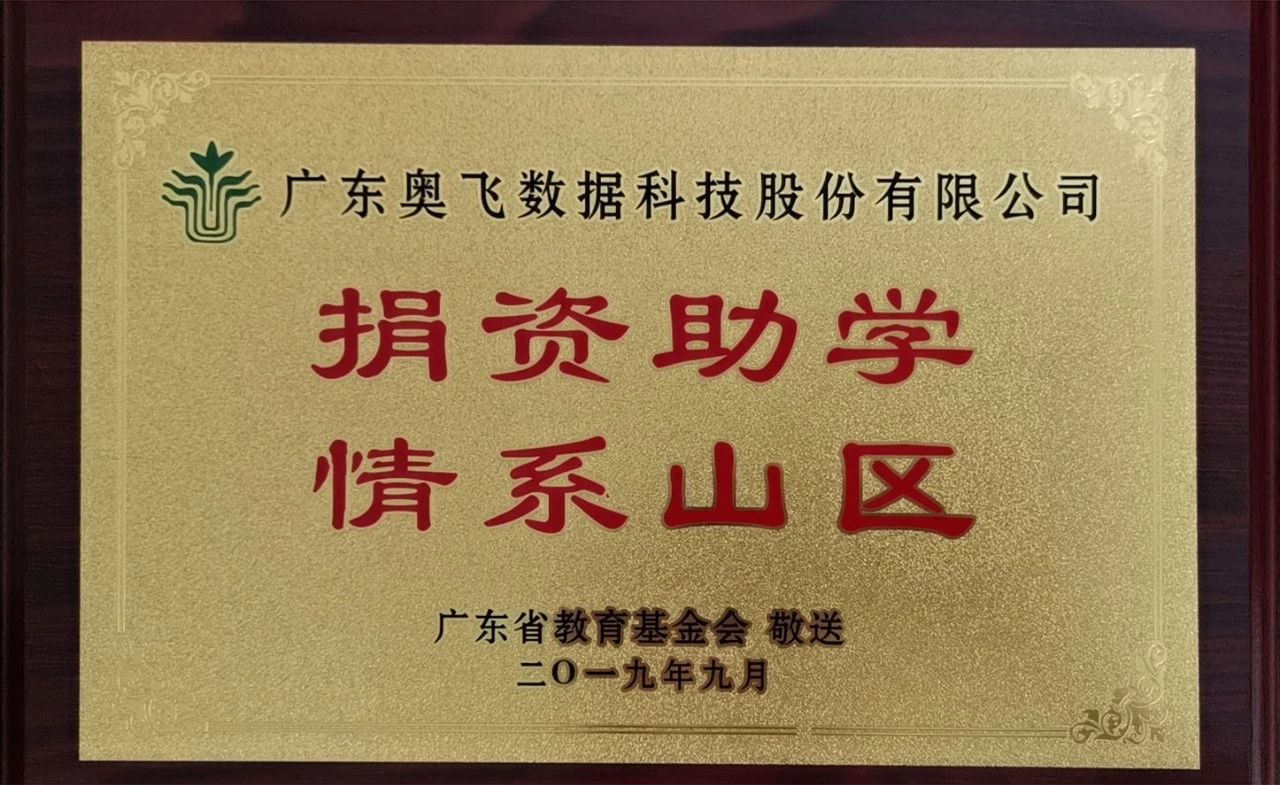 广东奥飞数据科技股份有限公司
捐资助学
情系山区
广东省教育基金会 敬送
二〇一九年九月